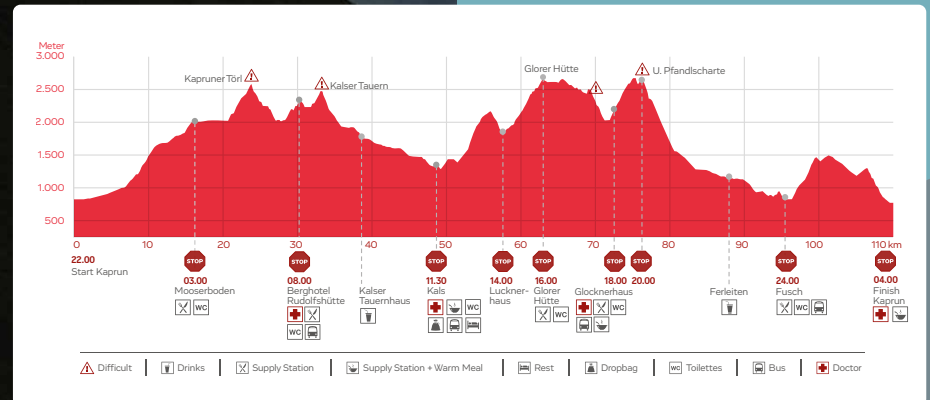 Meter
3.000
2.500
2.000
1.500
1.000
500
Kapruner Törl
Kalser Tauern
Glorer Hütte
U. Pfandlscharte
0 10 20 30 40 50 60 70 80 90 100 110 km
STOP STOP STOP STOP STOP STOP STOP STOP STOP
22.00
Start Kaprun
03.00
Mooserboden
WC
08.00
Berghotel
Rudolfshütte
WC
Kalser
Tauernhaus
11.30
Kals
WC
14.00
Luckner-
haus
16.00
Glorer
Hütte
WC
18.00
Glocknerhaus
WC
20.00
Ferleiten
24.00
Fusch
WC
04.00
Finish
Kaprun
Difficult
Drinks
Supply Station
Supply Station + Warm Meal
Rest
Dropbag
WC Toilettes
Bus
Doctor